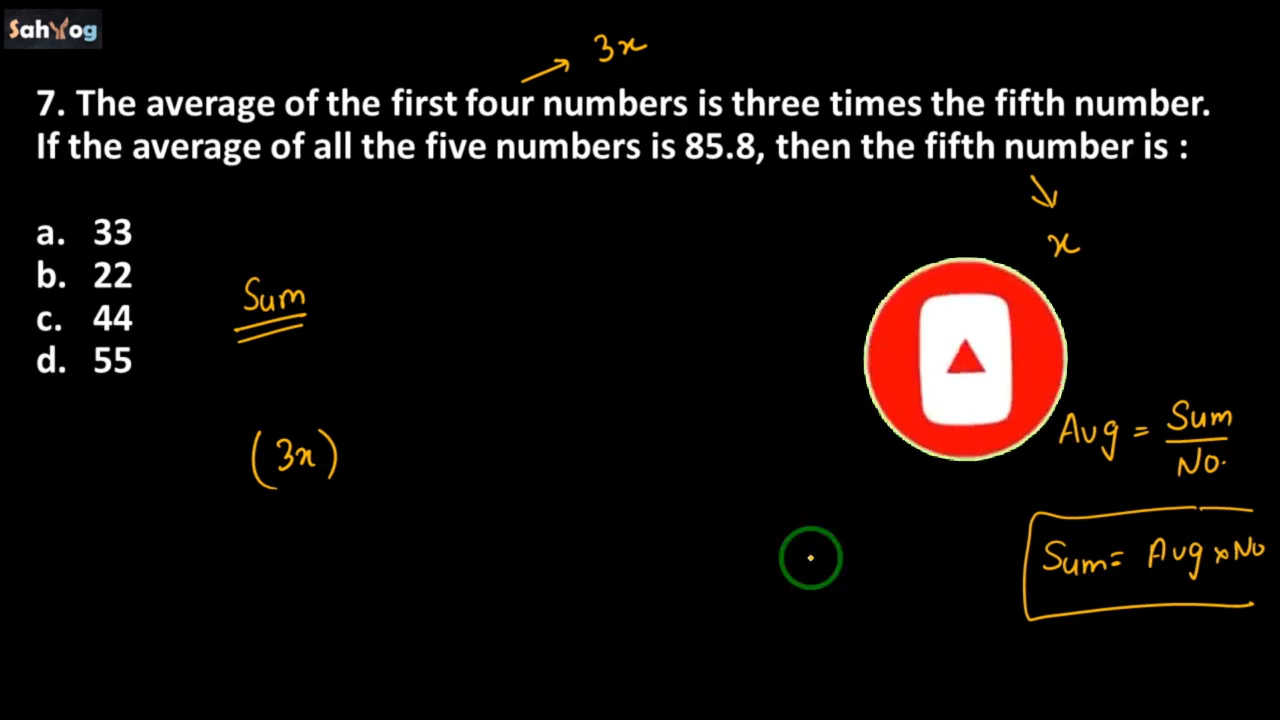 SahYog
3x
7. The average of the first four numbers is three times the fifth number.
If the average of all the five numbers is 85.8, then the fifth number is :
x
a. 33
b. 22
c. 44
d. 55
Sum
(3x)
Avg = Sum
No.
Sum = Avg × No